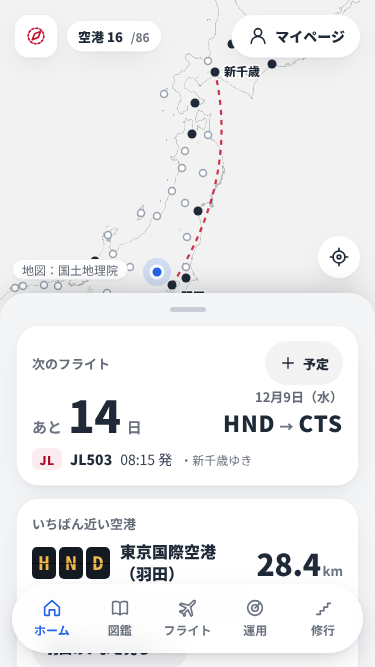 空港 16 /86
マイページ
新千歳
地図：国土地理院
次のフライト
＋ 予定
あと 14 日
12月9日（水）
HND → CTS
JL JL503 08:15 発 ・新千歳ゆき
いちばん近い空港
H N D
東京国際空港
（羽田）
28.4km
ホーム
図鑑
フライト
運用
修行